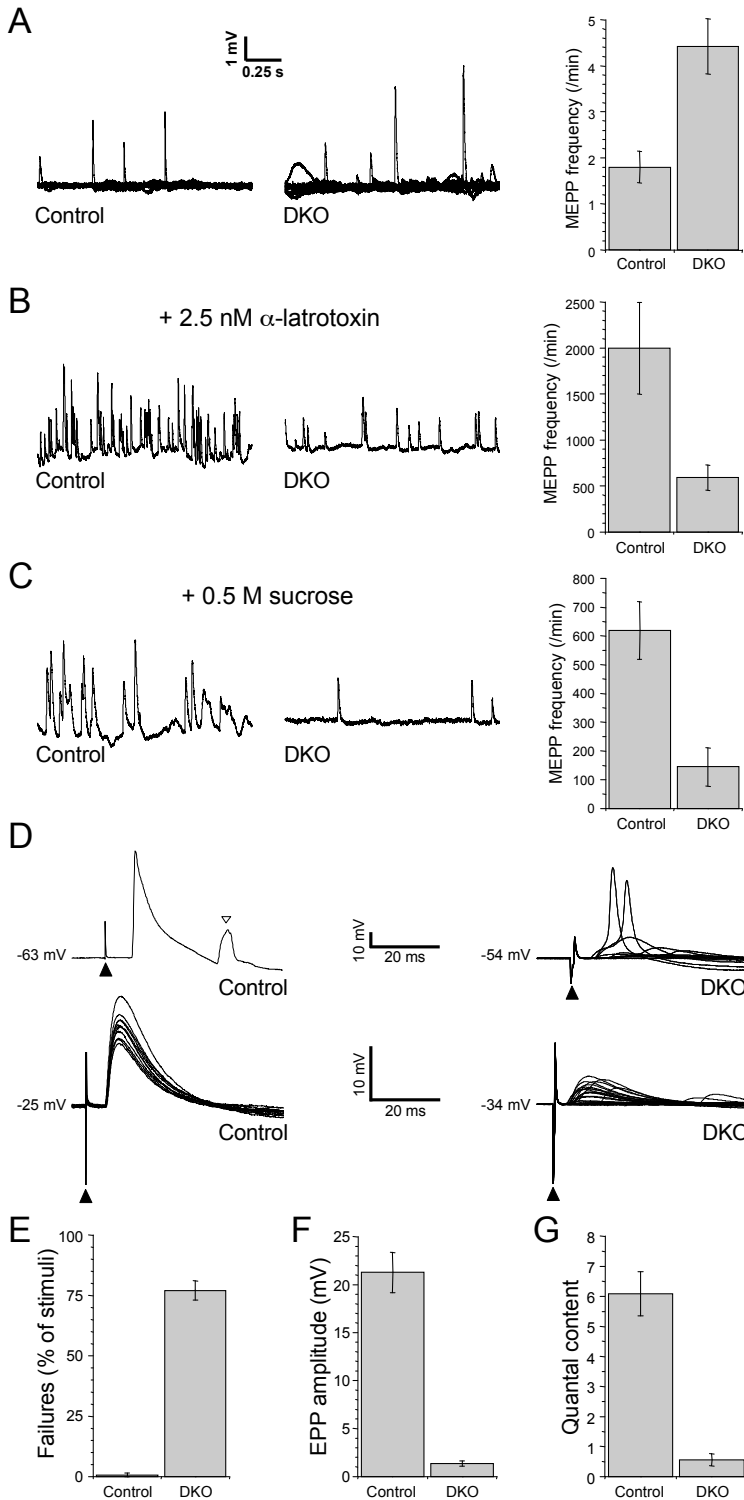 A
1 mV
0.25 s
Control
DKO
MEPP frequency (/min)
5
4
3
2
1
0
Control
DKO
B
+ 2.5 nM α-latrotoxin
Control
DKO
MEPP frequency (/min)
2500
2000
1500
1000
500
0
Control
DKO
C
+ 0.5 M sucrose
Control
DKO
MEPP frequency (/min)
800
700
600
500
400
300
200
100
0
Control
DKO
D
-63 mV
Control
10 mV
20 ms
-54 mV
DKO
-25 mV
Control
10 mV
20 ms
-34 mV
DKO
E
Failures (% of stimuli)
100
75
50
25
0
Control
DKO
F
EPP amplitude (mV)
25
20
15
10
5
0
Control
DKO
G
Quantal content
8
7
6
5
4
3
2
1
0
Control
DKO